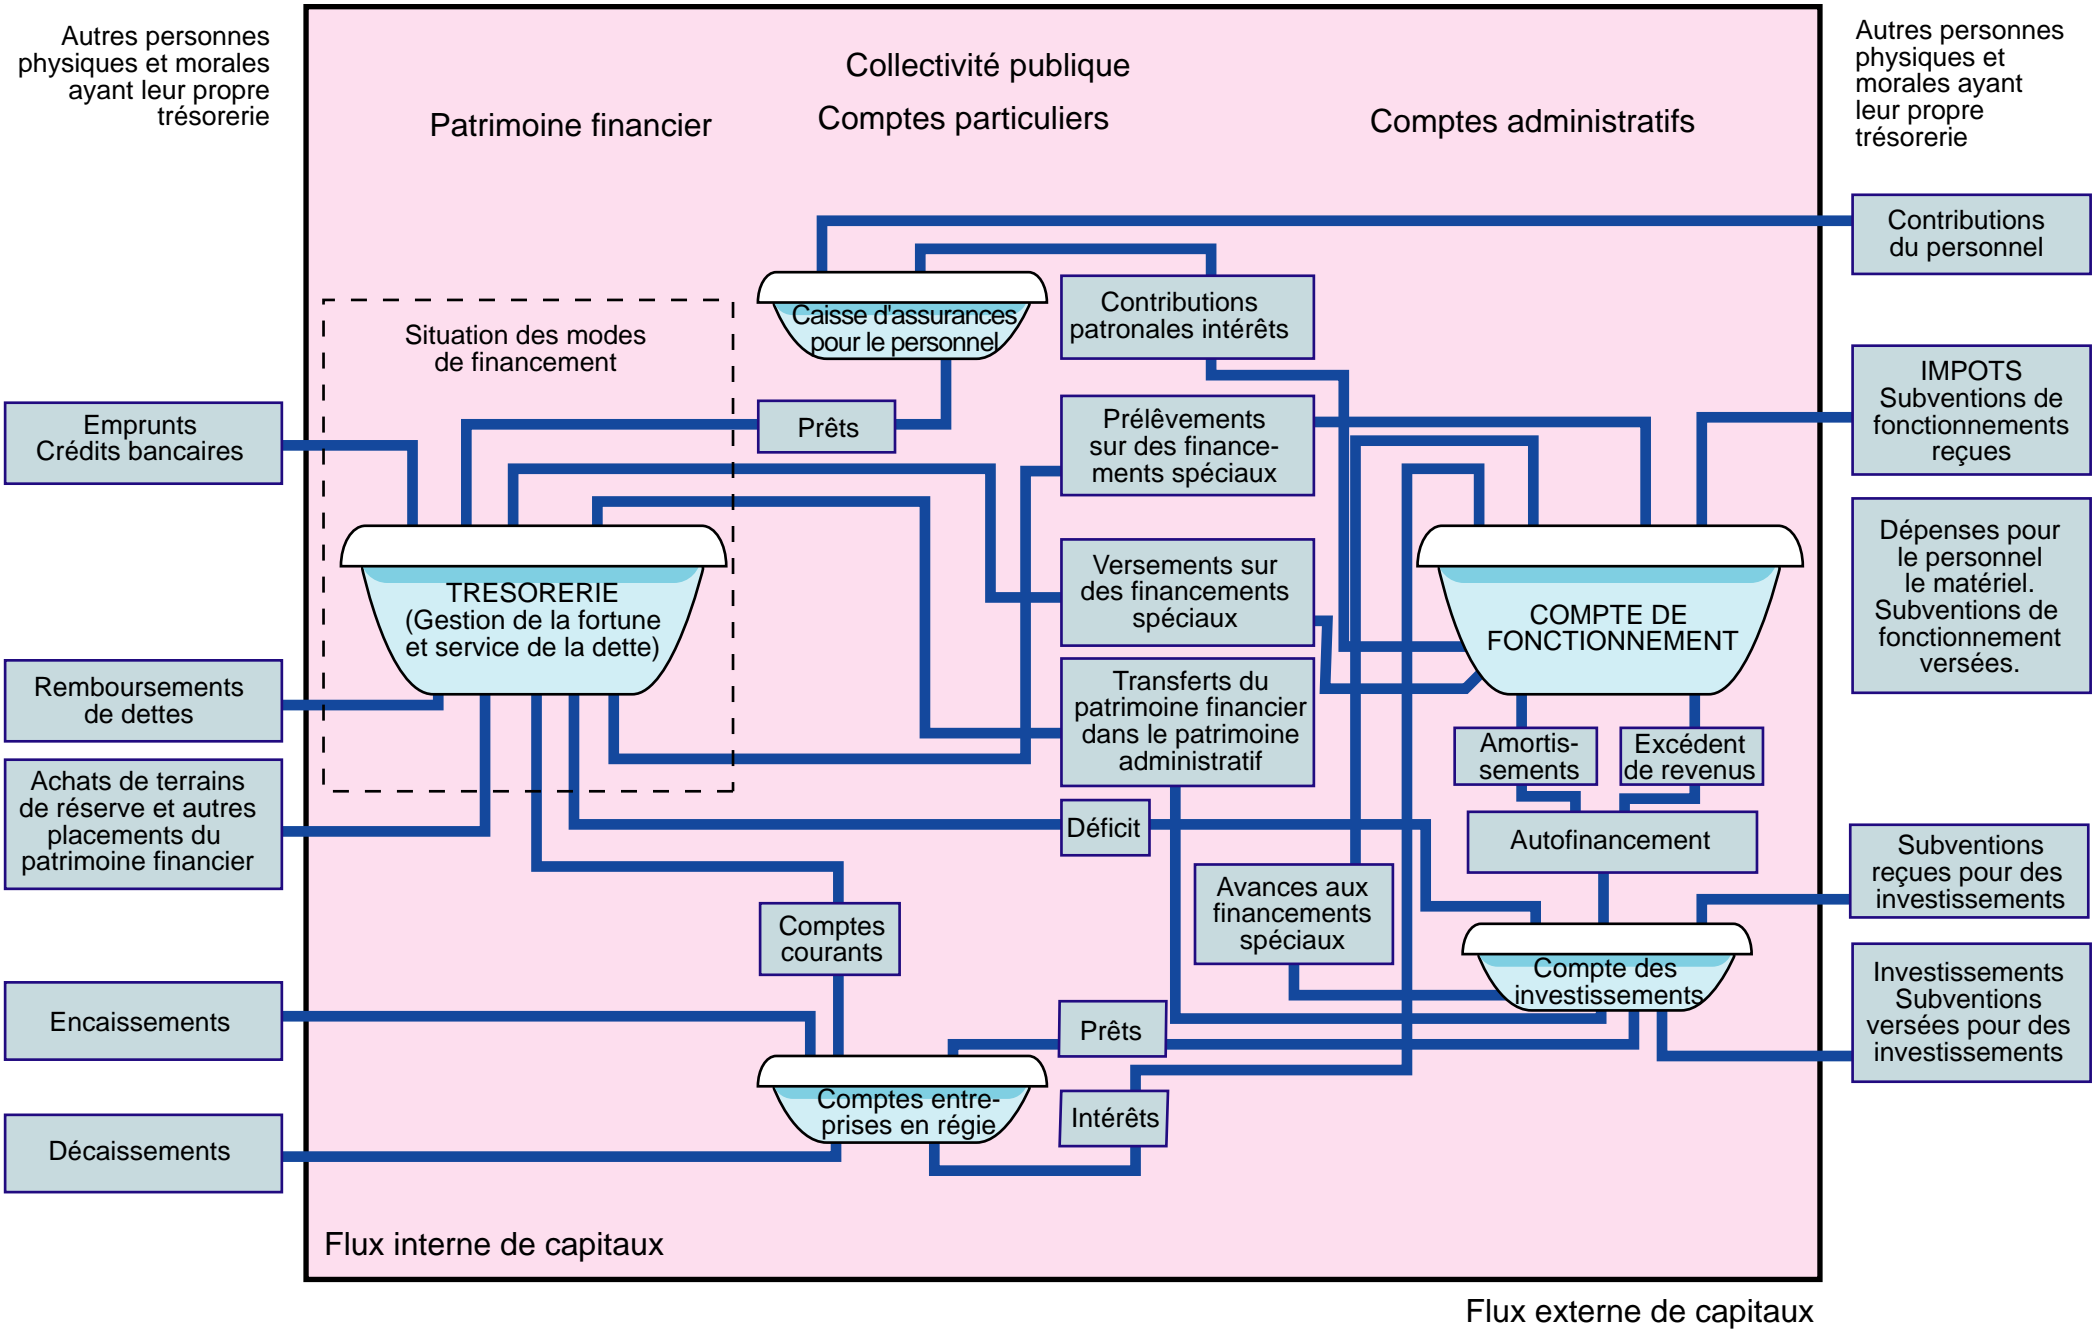 Autres personnes
physiques et morales
ayant leur propre
trésorerie
Collectivité publique
Patrimoine financier
Comptes particuliers
Comptes administratifs
Autres personnes
physiques et
morales ayant
leur propre
trésorerie
Contributions
du personnel
Caisse d'assurances
pour le personnel
Contributions
patronales intérêts
Situation des modes
de financement
IMPOTS
Subventions de
fonctionnements
reçues
Emprunts
Crédits bancaires
Prêts
Prélêvements
sur des finance-
ments spéciaux
Dépenses pour
le personnel
le matériel.
Subventions de
fonctionnement
versées.
TRESORERIE
(Gestion de la fortune
et service de la dette)
Versements sur
des financements
spéciaux
COMPTE DE
FONCTIONNEMENT
Remboursements
de dettes
Transferts du
patrimoine financier
dans le patrimoine
administratif
Amortis-
sements
Excédent
de revenus
Achats de terrains
de réserve et autres
placements du
patrimoine financier
Déficit
Autofinancement
Subventions
reçues pour des
investissements
Avances aux
financements
spéciaux
Comptes
courants
Compte des
investissements
Investissements
Subventions
versées pour des
investissements
Encaissements
Prêts
Comptes entre-
prises en régie
Intérêts
Décaissements
Flux interne de capitaux
Flux externe de capitaux